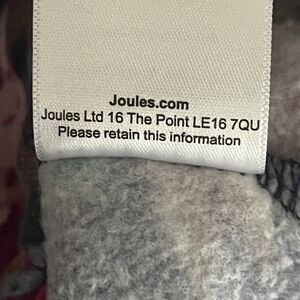 Joules.com
Joules Ltd 16 The Point LE16 7QU
Please retain this information